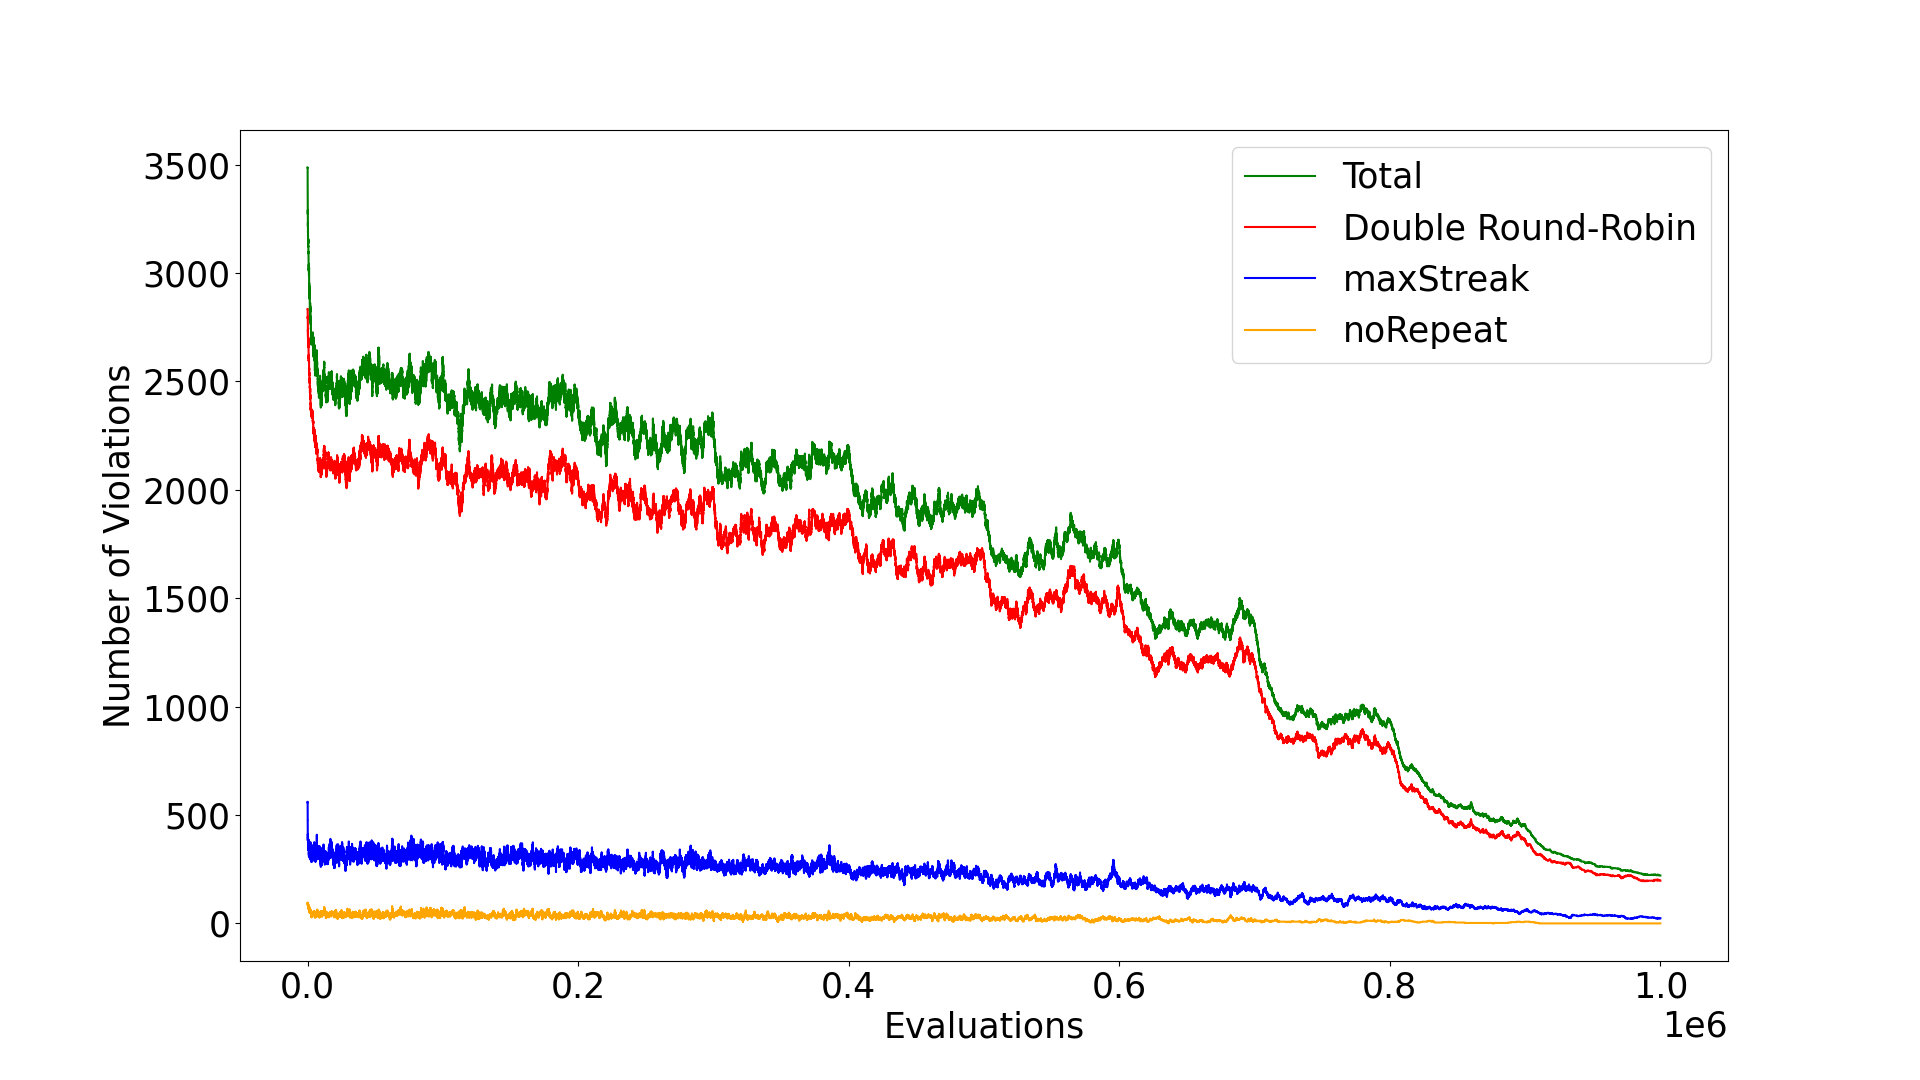 Total
Double Round-Robin
maxStreak
noRepeat
Number of Violations
3500
3000
2500
2000
1500
1000
500
0
0.0 0.2 0.4 0.6 0.8 1.0
Evaluations
1e6